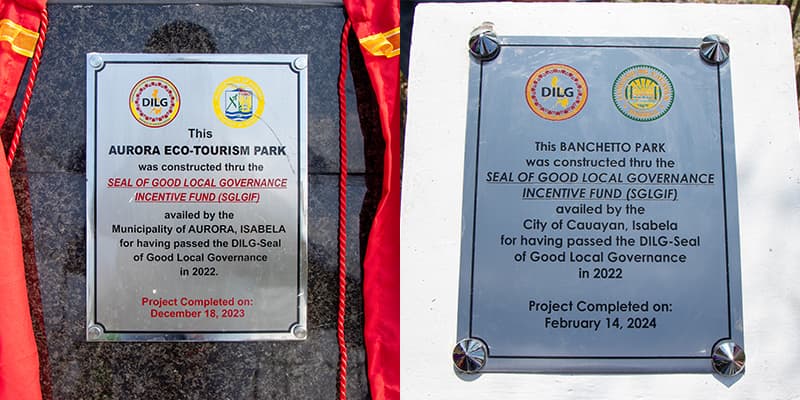 DILG
This
AURORA ECO-TOURISM PARK
was constructed thru the
SEAL OF GOOD LOCAL GOVERNANCE
INCENTIVE FUND (SGLGIF)
availed by the
Municipality of AURORA, ISABELA
for having passed the DILG-Seal
of Good Local Governance
in 2022.
Project Completed on:
December 18, 2023
DILG
This BANCHETTO PARK
was constructed thru the
SEAL OF GOOD LOCAL GOVERNANCE
INCENTIVE FUND (SGLGIF)
availed by the
City of Cauayan, Isabela
for having passed the DILG-Seal
of Good Local Governance
in 2022
Project Completed on:
February 14, 2024